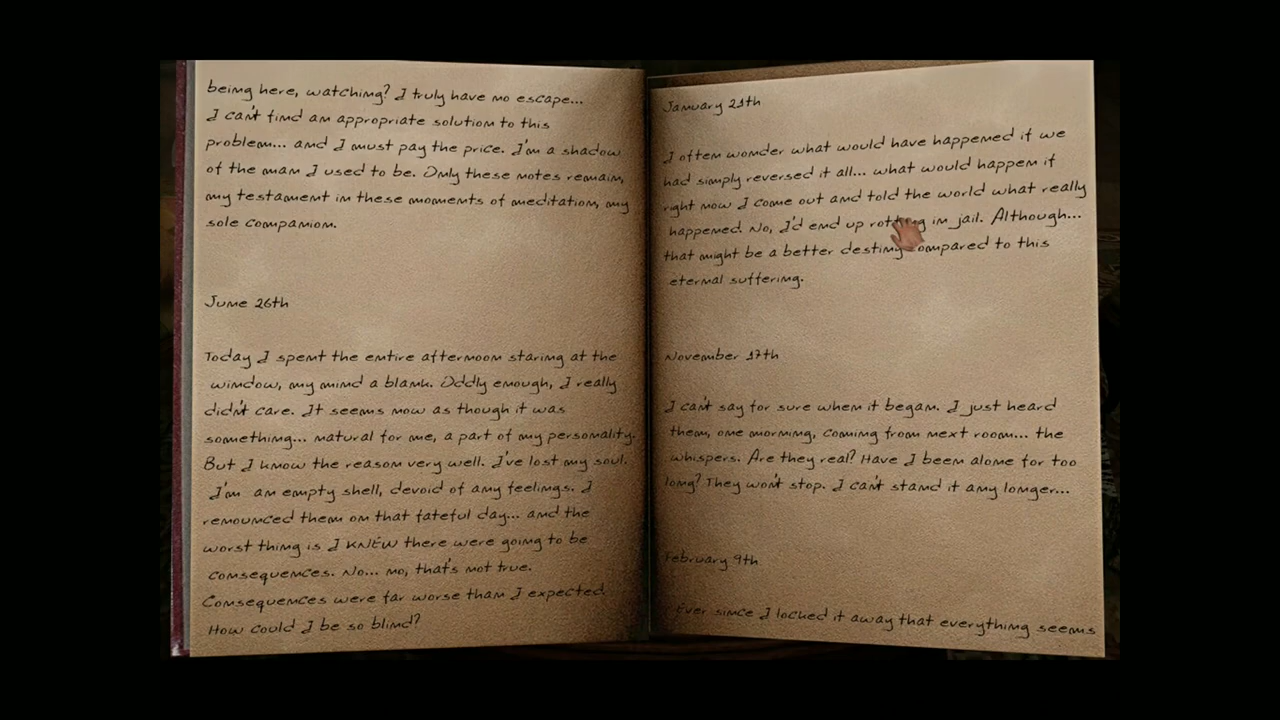 being here, watching? I truly have no escape...
I can't find an appropriate solution to this
problem... and I must pay the price. I'm a shadow
of the man I used to be. Only these notes remain,
my testament in these moments of meditation, my
sole companion.
June 26th
Today I spent the entire afternoon staring at the
window, my mind a blank. Oddly enough, I really
didn't care. It seems now as though it was
something... natural for me, a part of my personality.
But I know the reason very well. I've lost my soul.
I'm an empty shell, devoid of any feelings. I
renounced them on that fateful day... and the
worst thing is I KNEW there were going to be
consequences. No... no, that's not true.
Consequences were far worse than I expected.
How could I be so blind?
January 21th
I often wonder what would have happened if we
had simply reversed it all... what would happen if
right now I come out and told the world what really
happened. No, I'd end up rotting in jail. Although...
that might be a better destiny compared to this
eternal suffering.
November 17th
I can't say for sure when it began. I just heard
them, one morning, coming from next room... the
whispers. Are they real? Have I been alone for too
long? They won't stop. I can't stand it any longer...
February 9th
Ever since I locked it away that everything seems